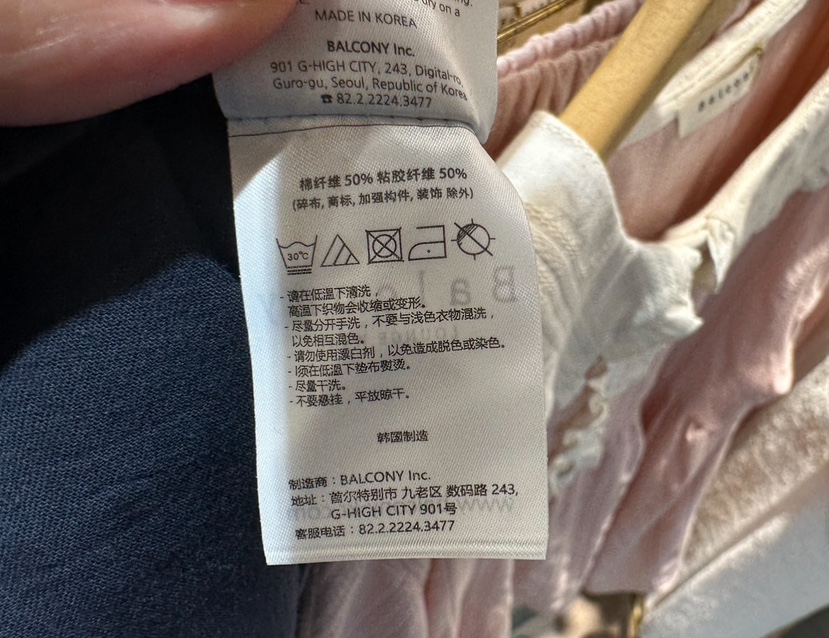 dry on a
MADE IN KOREA
BALCONY Inc.
901 G-HIGH CITY, 243, Digital-ro
Guro-gu, Seoul, Republic of Korea
☎ 82.2.2224.3477
棉纤维 50% 粘胶纤维 50%
(碎布, 商标, 加强构件, 装饰 除外)
30℃
- 请在低温下清洗，
高温下织物会收缩或变形。
- 尽量分开手洗，不要与浅色衣物混洗，
以免相互混色。
- 请勿使用漂白剂，以免造成脱色或染色。
- 须在低温下垫布熨烫。
- 尽量干洗。
- 不要悬挂，平放晾干。
韩国制造
制造商：BALCONY Inc.
地址：首尔特别市 九老区 数码路 243,
G-HIGH CITY 901号
客服电话：82.2.2224.3477